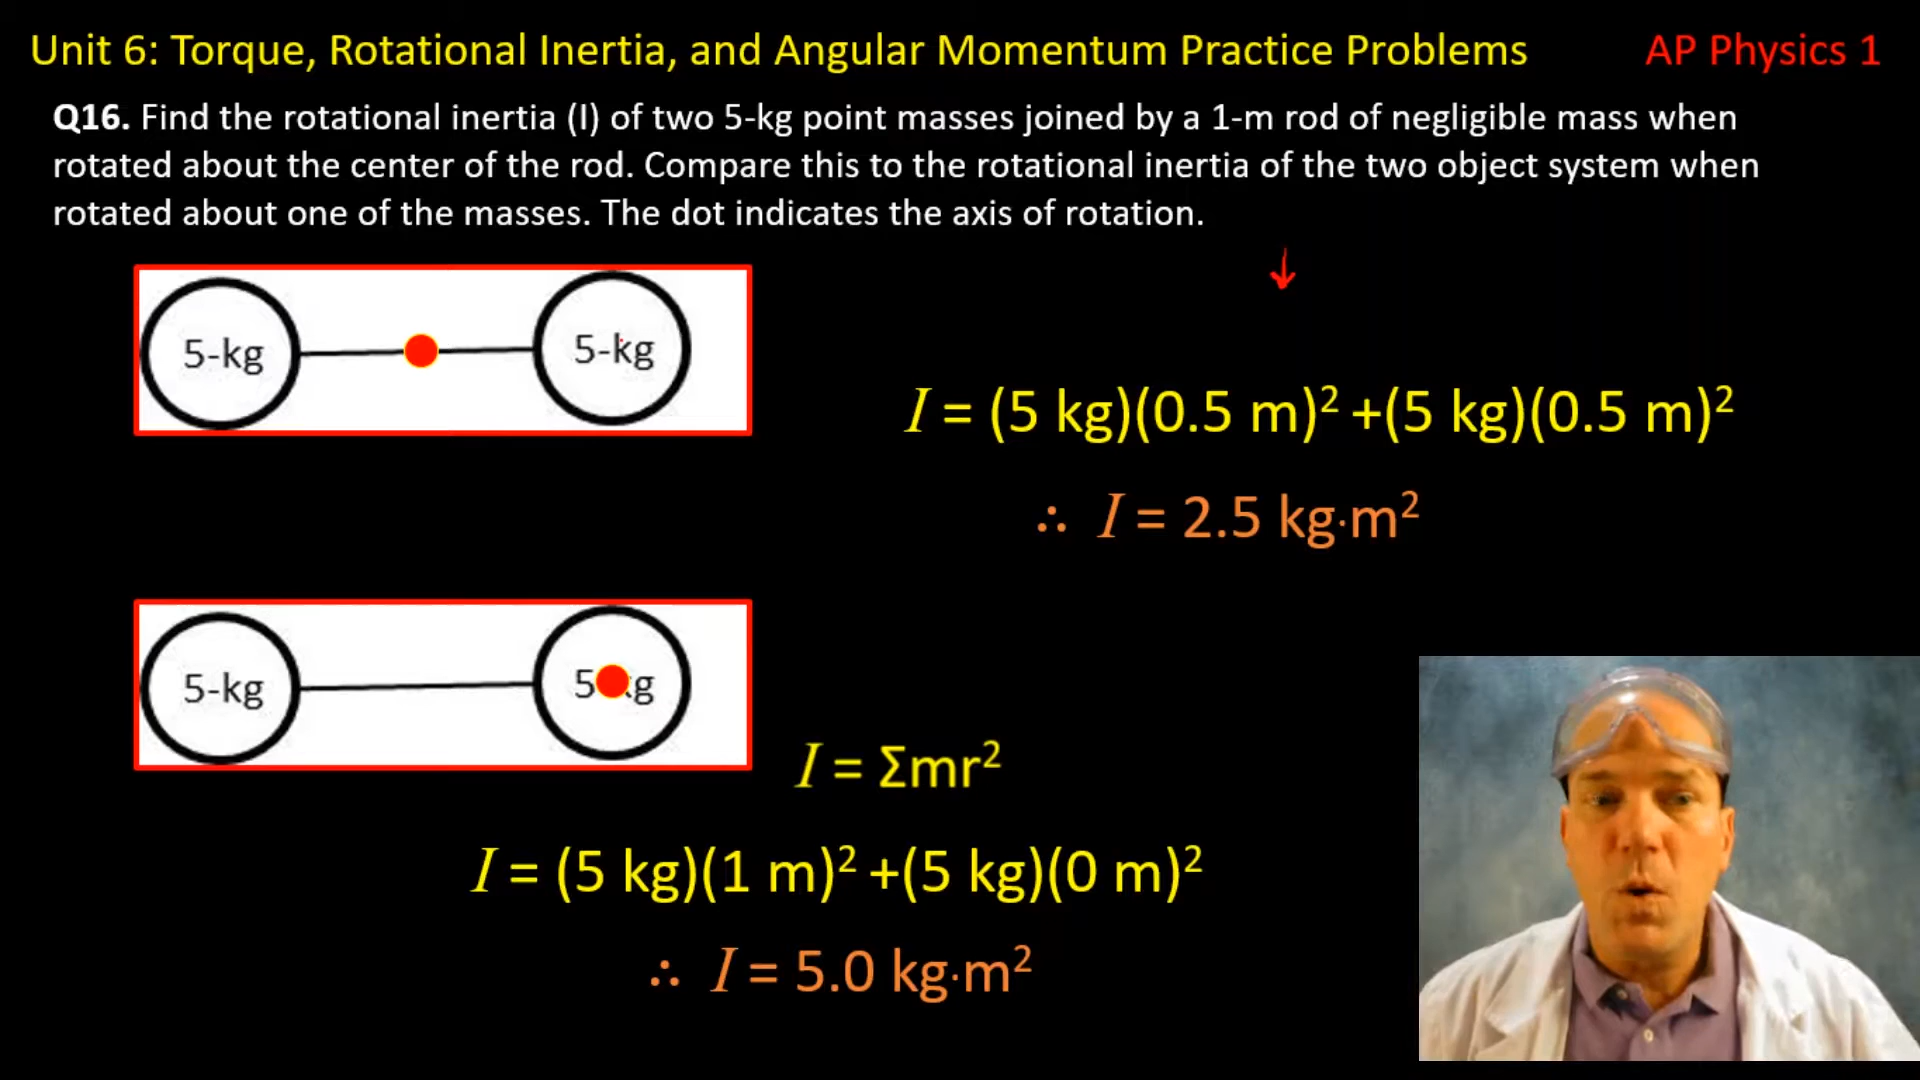 Unit 6: Torque, Rotational Inertia, and Angular Momentum Practice Problems AP Physics 1
Q16. Find the rotational inertia (I) of two 5-kg point masses joined by a 1-m rod of negligible mass when
rotated about the center of the rod. Compare this to the rotational inertia of the two object system when
rotated about one of the masses. The dot indicates the axis of rotation.
5-kg 5-kg
I = (5 kg)(0.5 m)² +(5 kg)(0.5 m)²
∴ I = 2.5 kg·m²
5-kg 5 kg
I = Σmr²
I = (5 kg)(1 m)² +(5 kg)(0 m)²
∴ I = 5.0 kg·m²